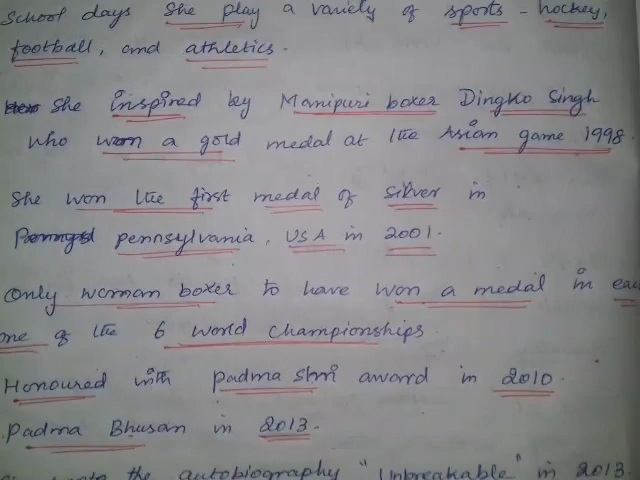 School days She play a variety of sports - hockey,
football, and athletics.
She inspired by Manipuri boxer Dingko Singh
who won a gold medal at the Asian game 1998.
She won the first medal of silver in
pennsylvania, USA in 2001.
Only woman boxer to have won a medal in ea
one of the 6 world championships.
Honoured with padma Shri award in 2010.
Padma Bhusan in 2013.
the autobiography "Unbreakable" in 2013.